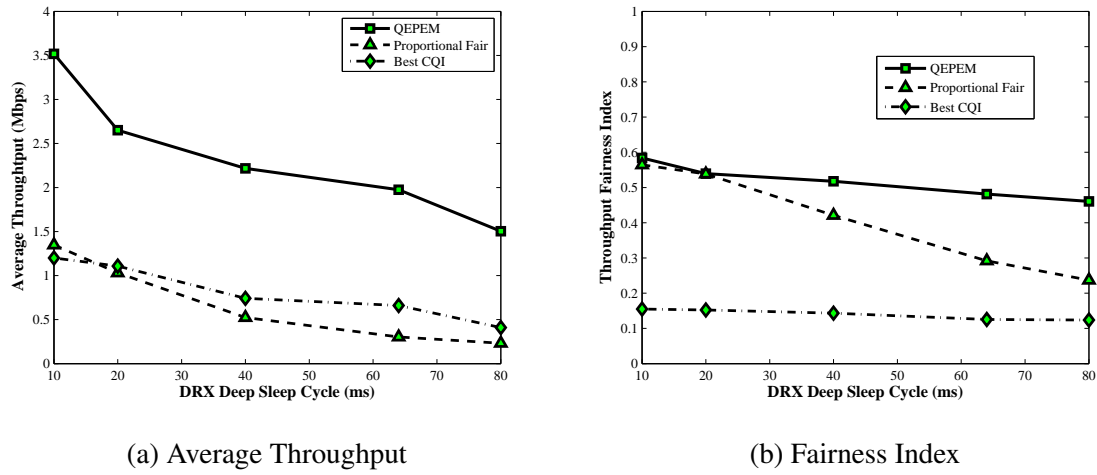 4
3.5
3
2.5
2
1.5
1
0.5
0
10 20 30 40 50 60 70 80
DRX Deep Sleep Cycle (ms)
Average Throughtput (Mbps)
QEPEM
Proportional Fair
Best CQI
(a) Average Throughput
1
0.9
0.8
0.7
0.6
0.5
0.4
0.3
0.2
0.1
0
10 20 30 40 50 60 70 80
DRX Deep Sleep Cycle (ms)
Throughput Fairness Index
QEPEM
Proportional Fair
Best CQI
(b) Fairness Index